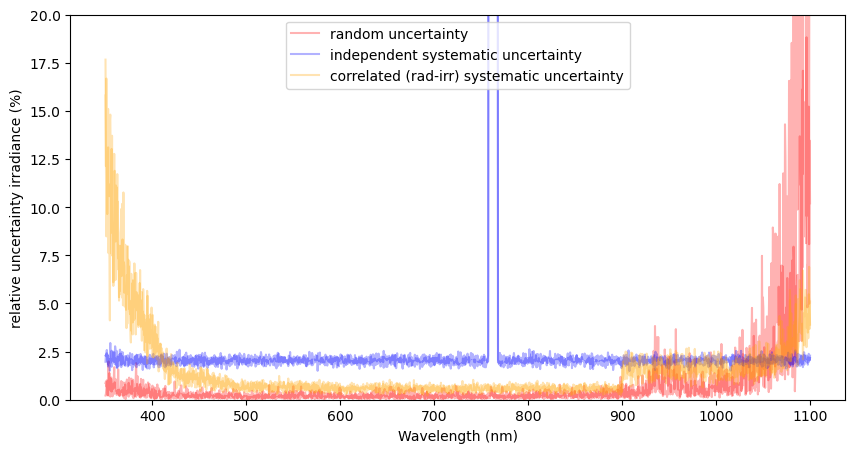 random uncertainty
independent systematic uncertainty
correlated (rad-irr) systematic uncertainty
relative uncertainty irradiance (%)
20.0
17.5
15.0
12.5
10.0
7.5
5.0
2.5
0.0
400 500 600 700 800 900 1000 1100
Wavelength (nm)